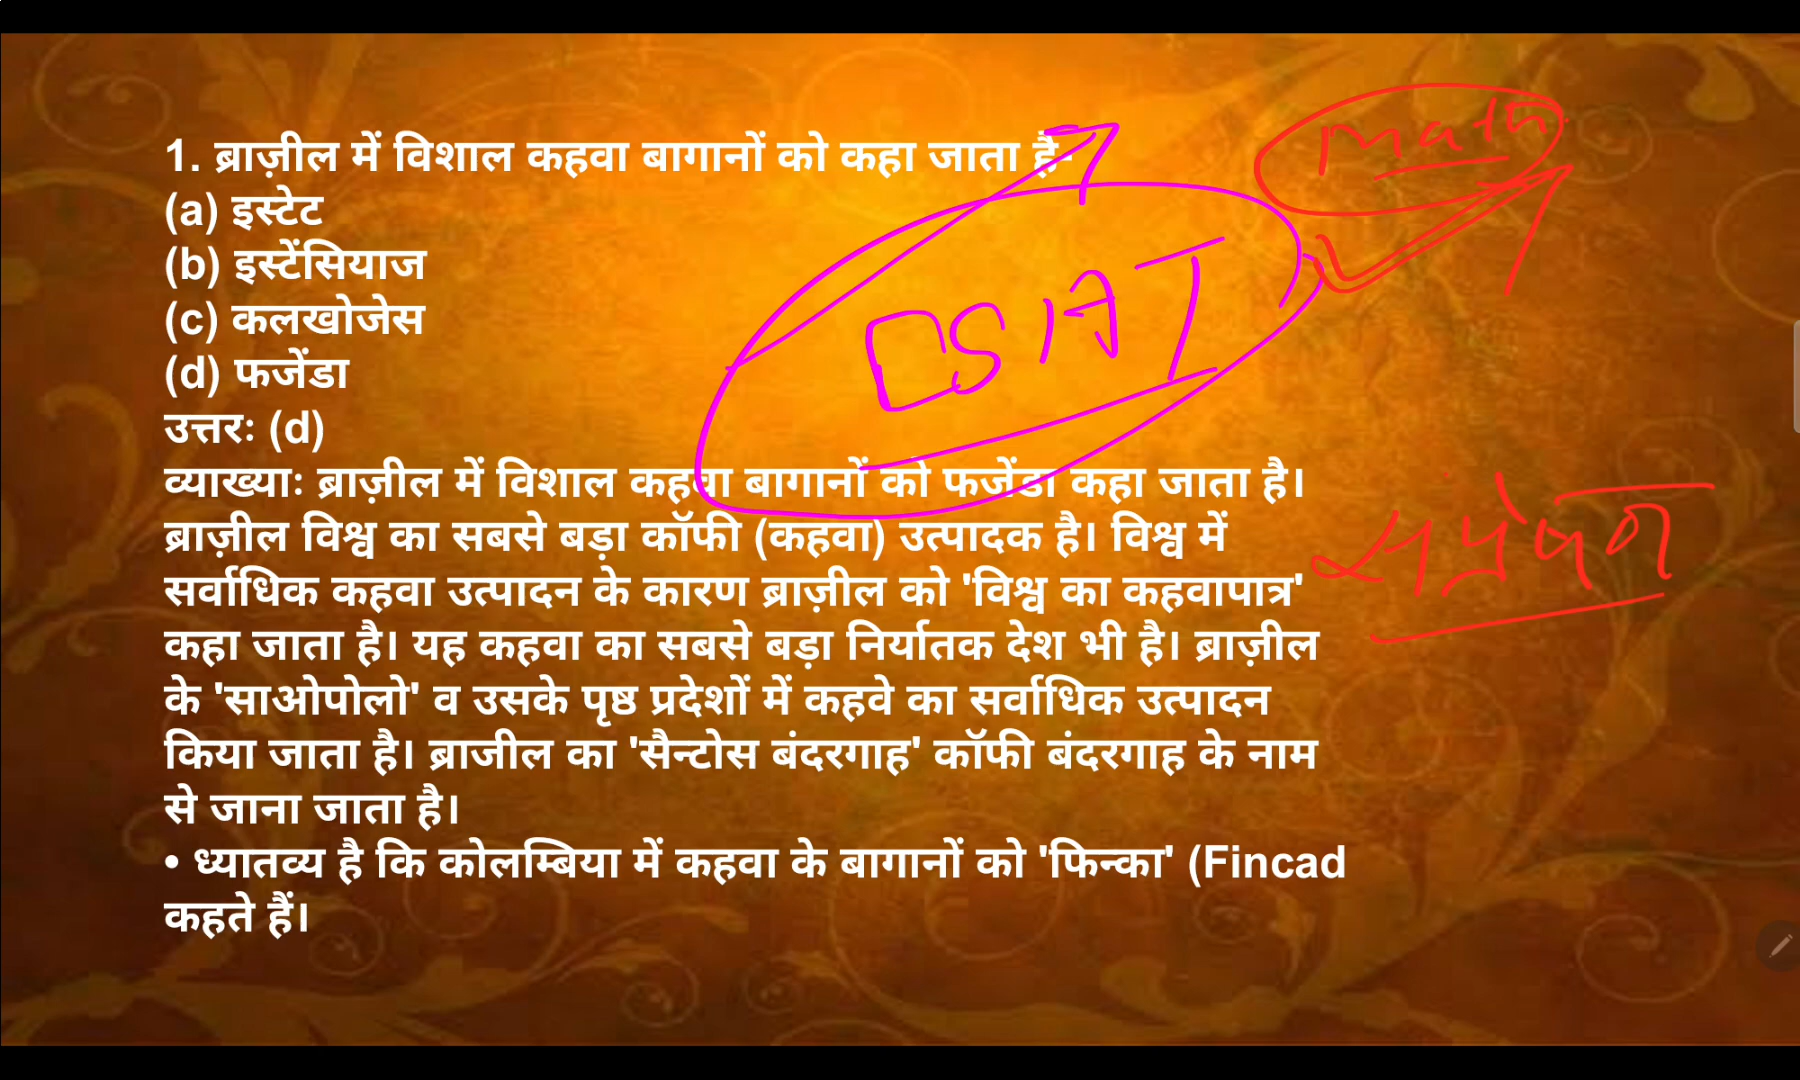 1. ब्राज़ील में विशाल कहवा बागानों को कहा जाता है-
(a) इस्टेट
(b) इस्टेंसियाज
(c) कलखोजेस
(d) फजेंडा
उत्तरः (d)
व्याख्याः ब्राज़ील में विशाल कहवा बागानों को फजेंडा कहा जाता है।
ब्राज़ील विश्व का सबसे बड़ा कॉफी (कहवा) उत्पादक है। विश्व में
सर्वाधिक कहवा उत्पादन के कारण ब्राज़ील को 'विश्व का कहवापात्र'
कहा जाता है। यह कहवा का सबसे बड़ा निर्यातक देश भी है। ब्राज़ील
के 'साओपोलो' व उसके पृष्ठ प्रदेशों में कहवे का सर्वाधिक उत्पादन
किया जाता है। ब्राजील का 'सैन्टोस बंदरगाह' कॉफी बंदरगाह के नाम
से जाना जाता है।
• ध्यातव्य है कि कोलम्बिया में कहवा के बागानों को 'फिन्का' (Fincad
कहते हैं।
Math
CSAT